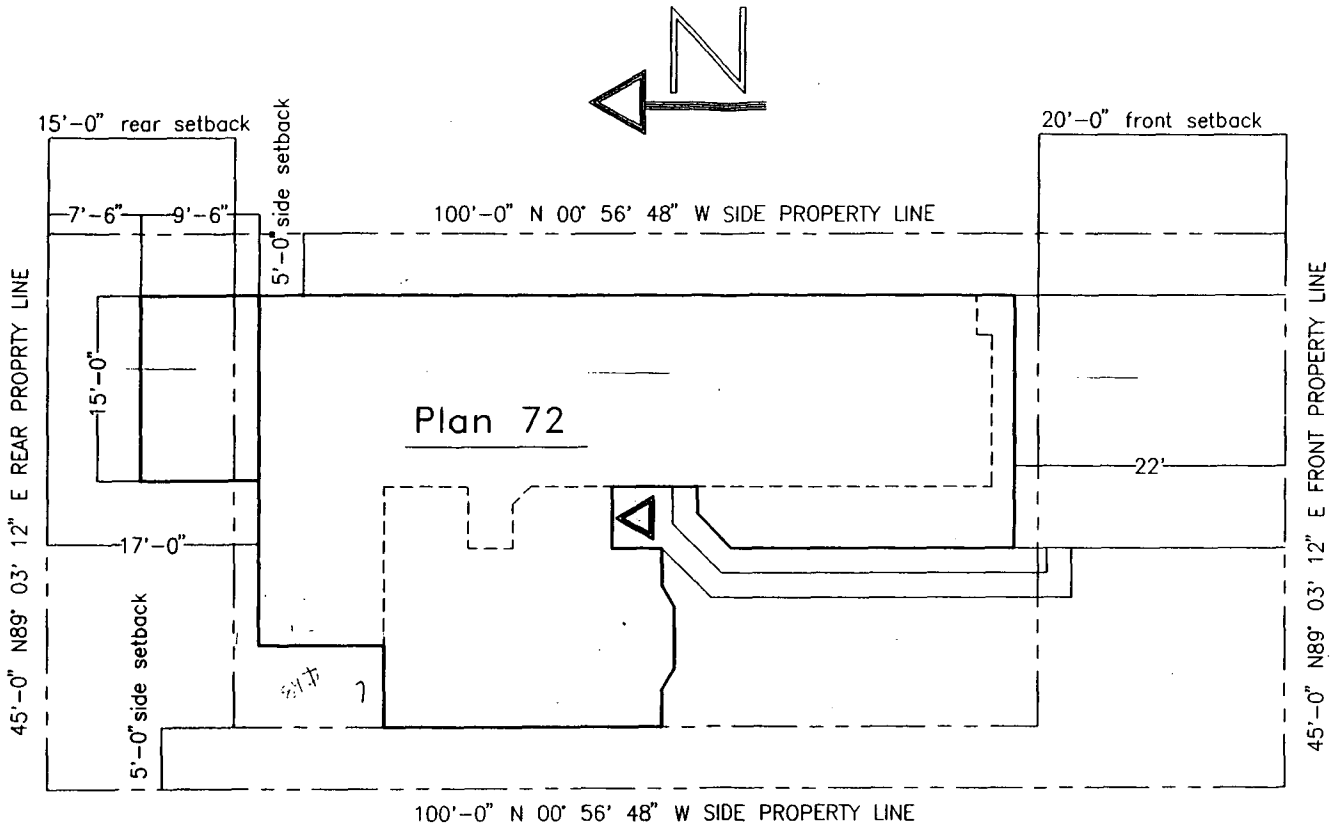 N
15'-0" rear setback
20'-0" front setback
5'-0" side setback
7'-6"
9'-6"
100'-0" N 00° 56' 48" W SIDE PROPERTY LINE
45'-0" N89° 03' 12" E REAR PROPRTY LINE
45'-0" N89° 03' 12" E FRONT PROPERTY LINE
15'-0"
Plan 72
22'
17'-0"
5'-0" side setback
100'-0" N 00° 56' 48" W SIDE PROPERTY LINE